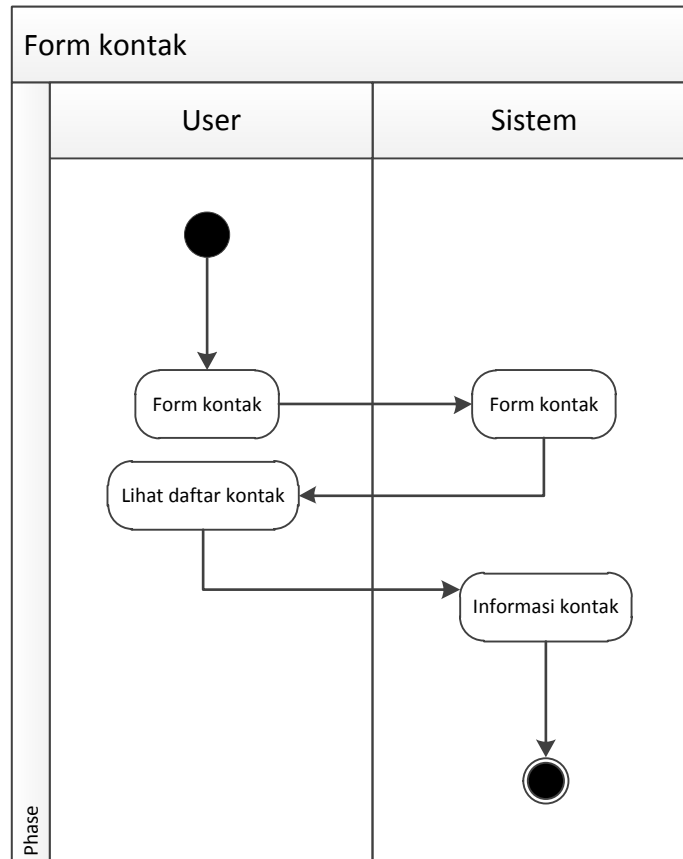 Form kontak
User
Sistem
Form kontak
Form kontak
Lihat daftar kontak
Informasi kontak
Phase